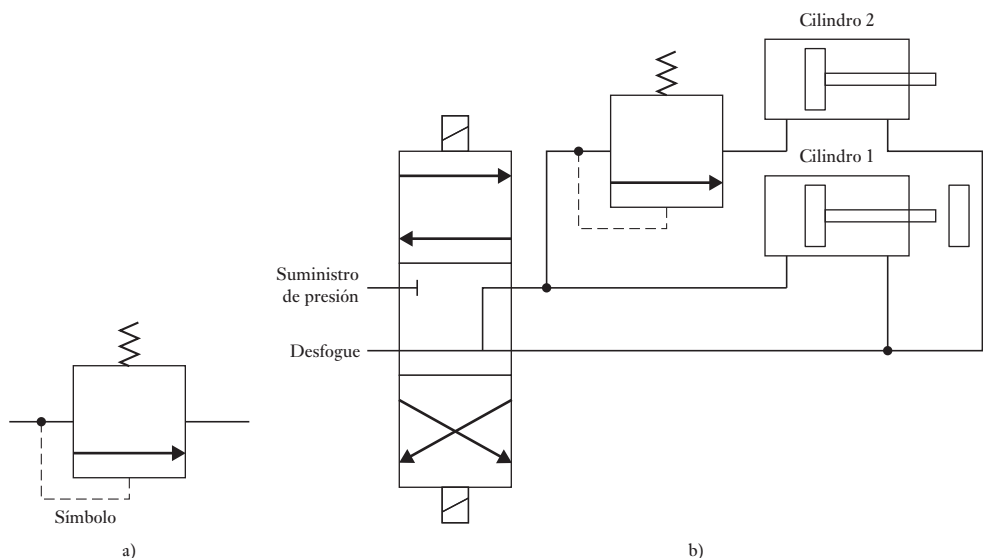 Cilindro 2
Cilindro 1
Suministro
de presión
Desfogue
Símbolo
a)
b)